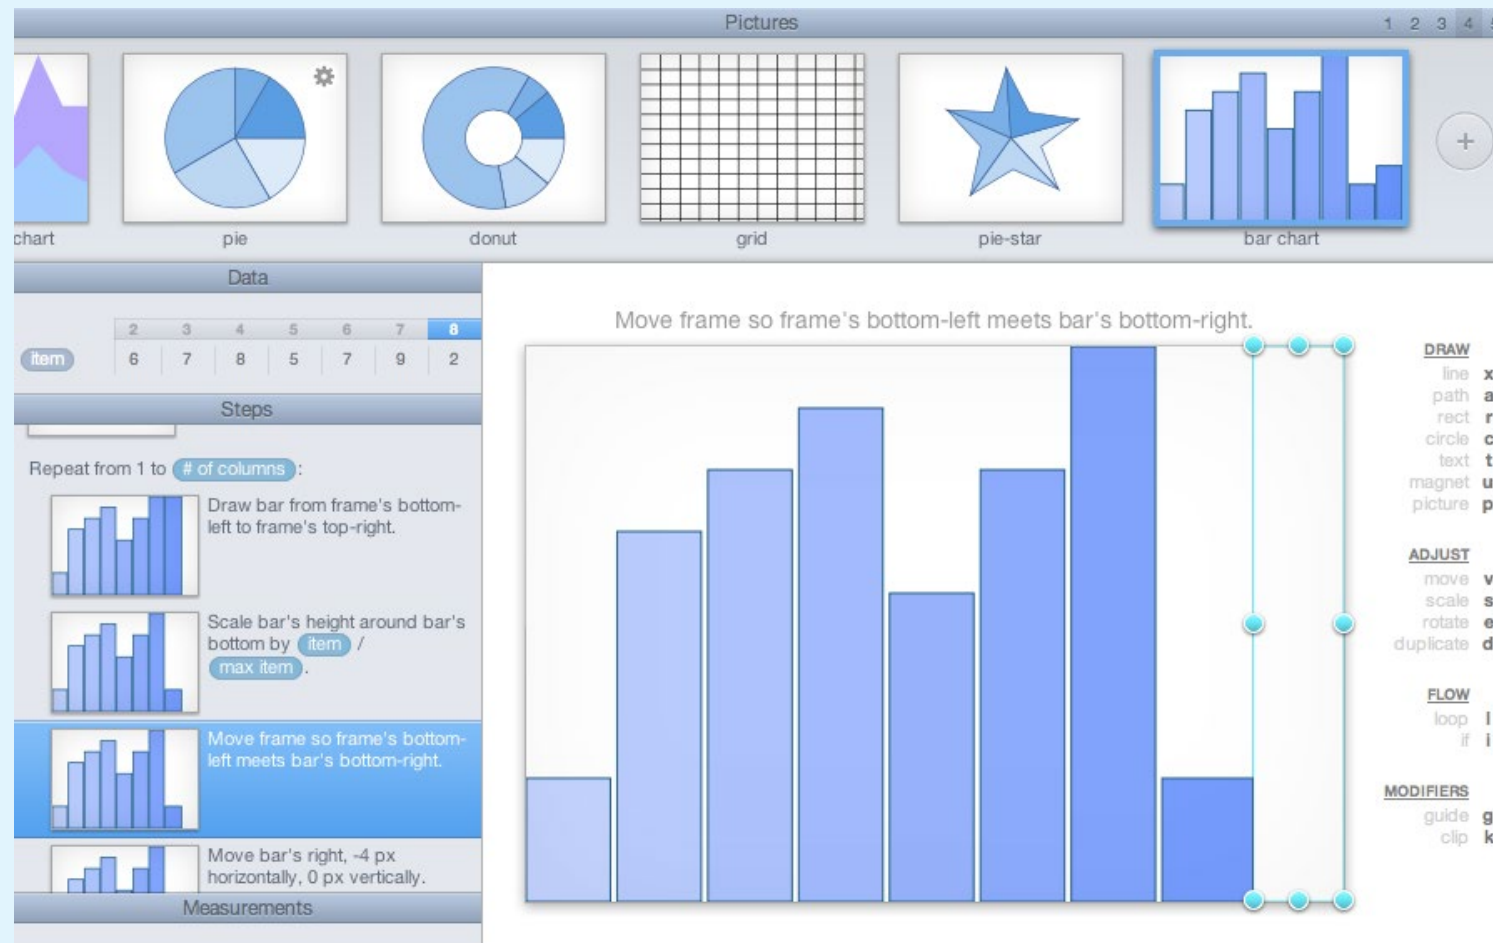 Pictures
1 2 3 4
chart
pie
donut
grid
pie-star
bar chart
Data
2 3 4 5 6 7 8
item 6 7 8 5 7 9 2
Steps
Repeat from 1 to # of columns :
Draw bar from frame's bottom-
left to frame's top-right.
Scale bar's height around bar's
bottom by item /
max item .
Move frame so frame's bottom-
left meets bar's bottom-right.
Move bar's right, -4 px
horizontally, 0 px vertically.
Measurements
Move frame so frame's bottom-left meets bar's bottom-right.
DRAW
line x
path a
rect r
circle c
text t
magnet u
picture p
ADJUST
move v
scale s
rotate e
duplicate d
FLOW
loop l
if i
MODIFIERS
guide g
clip k